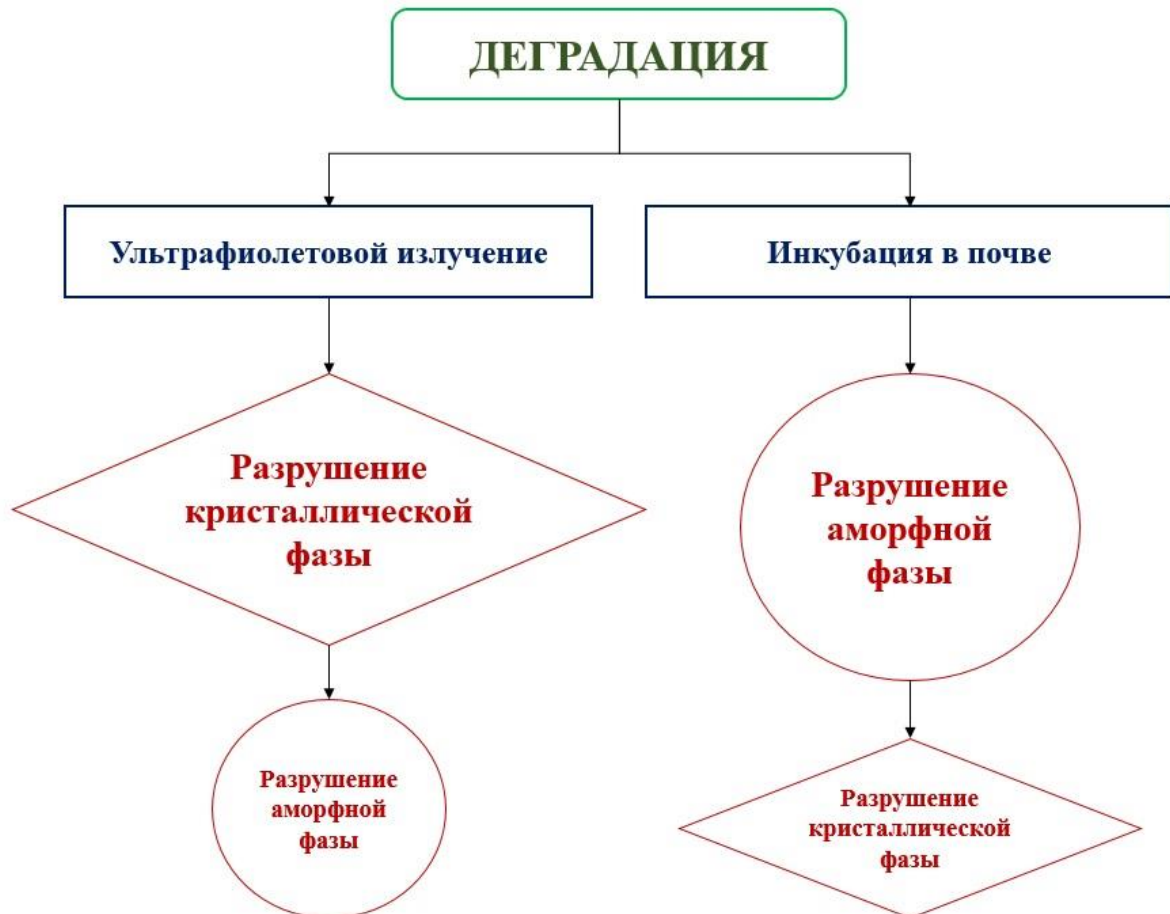 ДЕГРАДАЦИЯ
Ультрафиолетовой излучение
Инкубация в почве
Разрушение
кристаллической
фазы
Разрушение
аморфной
фазы
Разрушение
аморфной
фазы
Разрушение
кристаллической
фазы